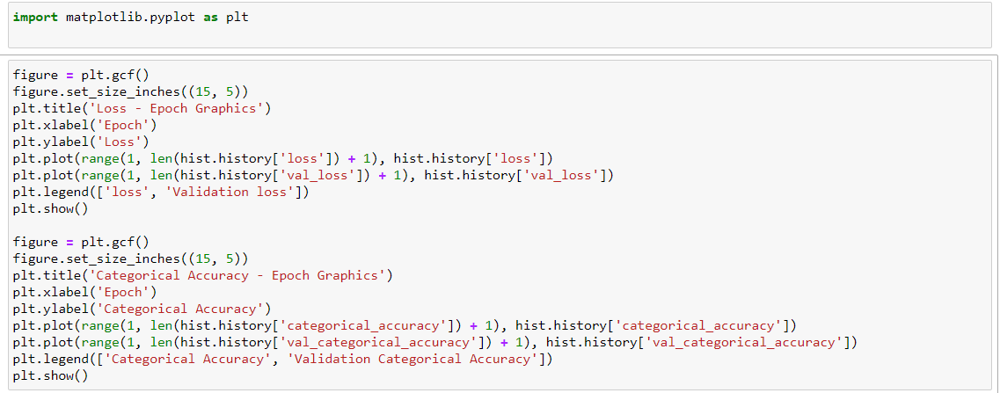 import matplotlib.pyplot as plt
figure = plt.gcf()
figure.set_size_inches((15, 5))
plt.title('Loss - Epoch Graphics')
plt.xlabel('Epoch')
plt.ylabel('Loss')
plt.plot(range(1, len(hist.history['loss']) + 1), hist.history['loss'])
plt.plot(range(1, len(hist.history['val_loss']) + 1), hist.history['val_loss'])
plt.legend(['loss', 'Validation loss'])
plt.show()
figure = plt.gcf()
figure.set_size_inches((15, 5))
plt.title('Categorical Accuracy - Epoch Graphics')
plt.xlabel('Epoch')
plt.ylabel('Categorical Accuracy')
plt.plot(range(1, len(hist.history['categorical_accuracy']) + 1), hist.history['categorical_accuracy'])
plt.plot(range(1, len(hist.history['val_categorical_accuracy']) + 1), hist.history['val_categorical_accuracy'])
plt.legend(['Categorical Accuracy', 'Validation Categorical Accuracy'])
plt.show()